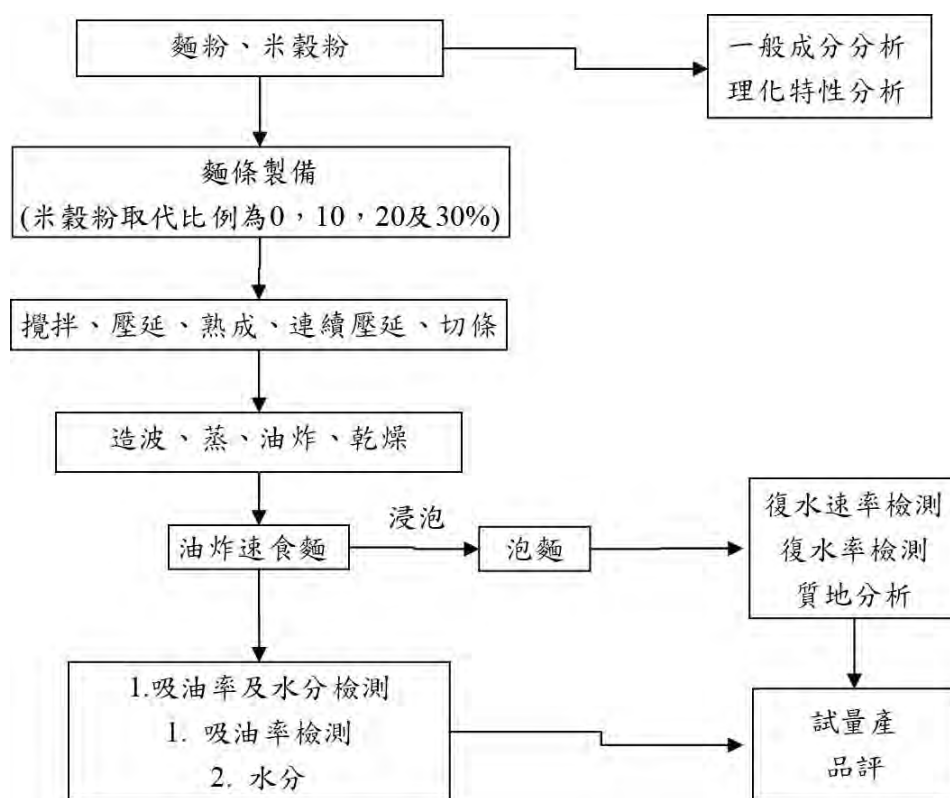 麵粉、米穀粉
一般成分分析
理化特性分析
麵條製備
(米穀粉取代比例為0，10，20及30%)
攪拌、壓延、熟成、連續壓延、切條
造波、蒸、油炸、乾燥
油炸速食麵
浸泡
泡麵
復水速率檢測
復水率檢測
質地分析
1.吸油率及水分檢測
1. 吸油率檢測
2. 水分
試量產
品評